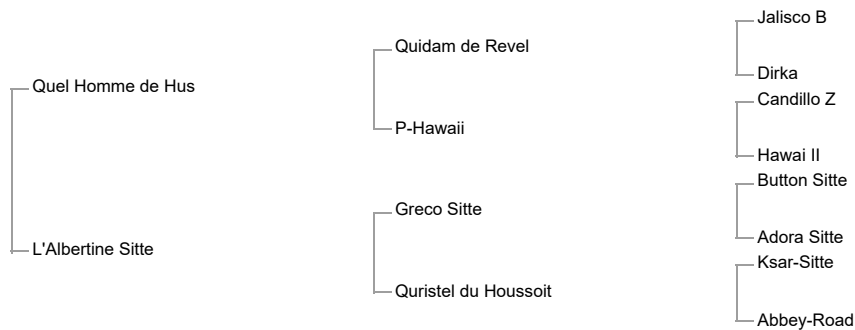 Jalisco B
Quidam de Revel
Dirka
Quel Homme de Hus
Candillo Z
P-Hawaii
Hawai II
Button Sitte
Greco Sitte
Adora Sitte
L'Albertine Sitte
Ksar-Sitte
Quristel du Houssoit
Abbey-Road